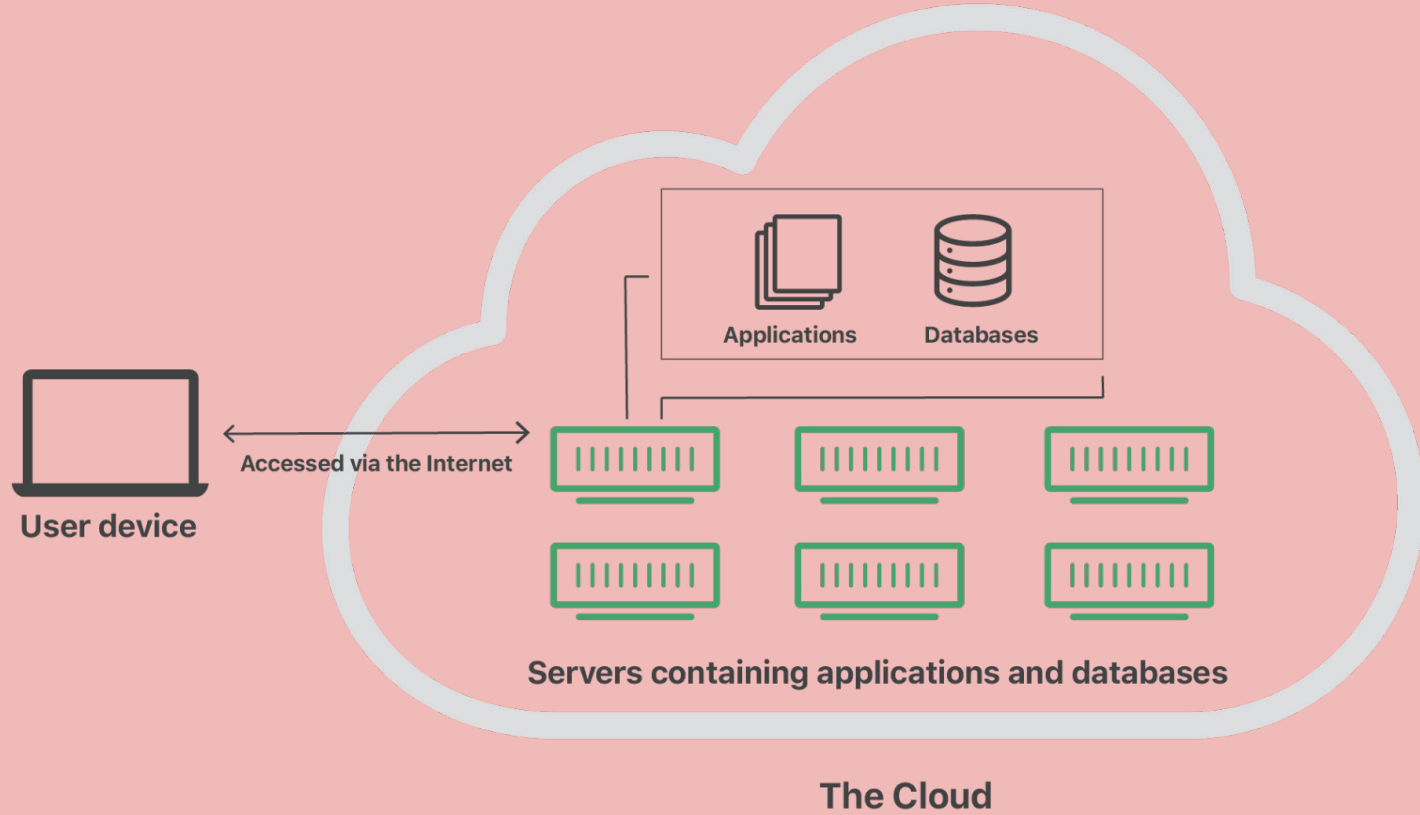 Applications
Databases
Accessed via the Internet
User device
Servers containing applications and databases
The Cloud